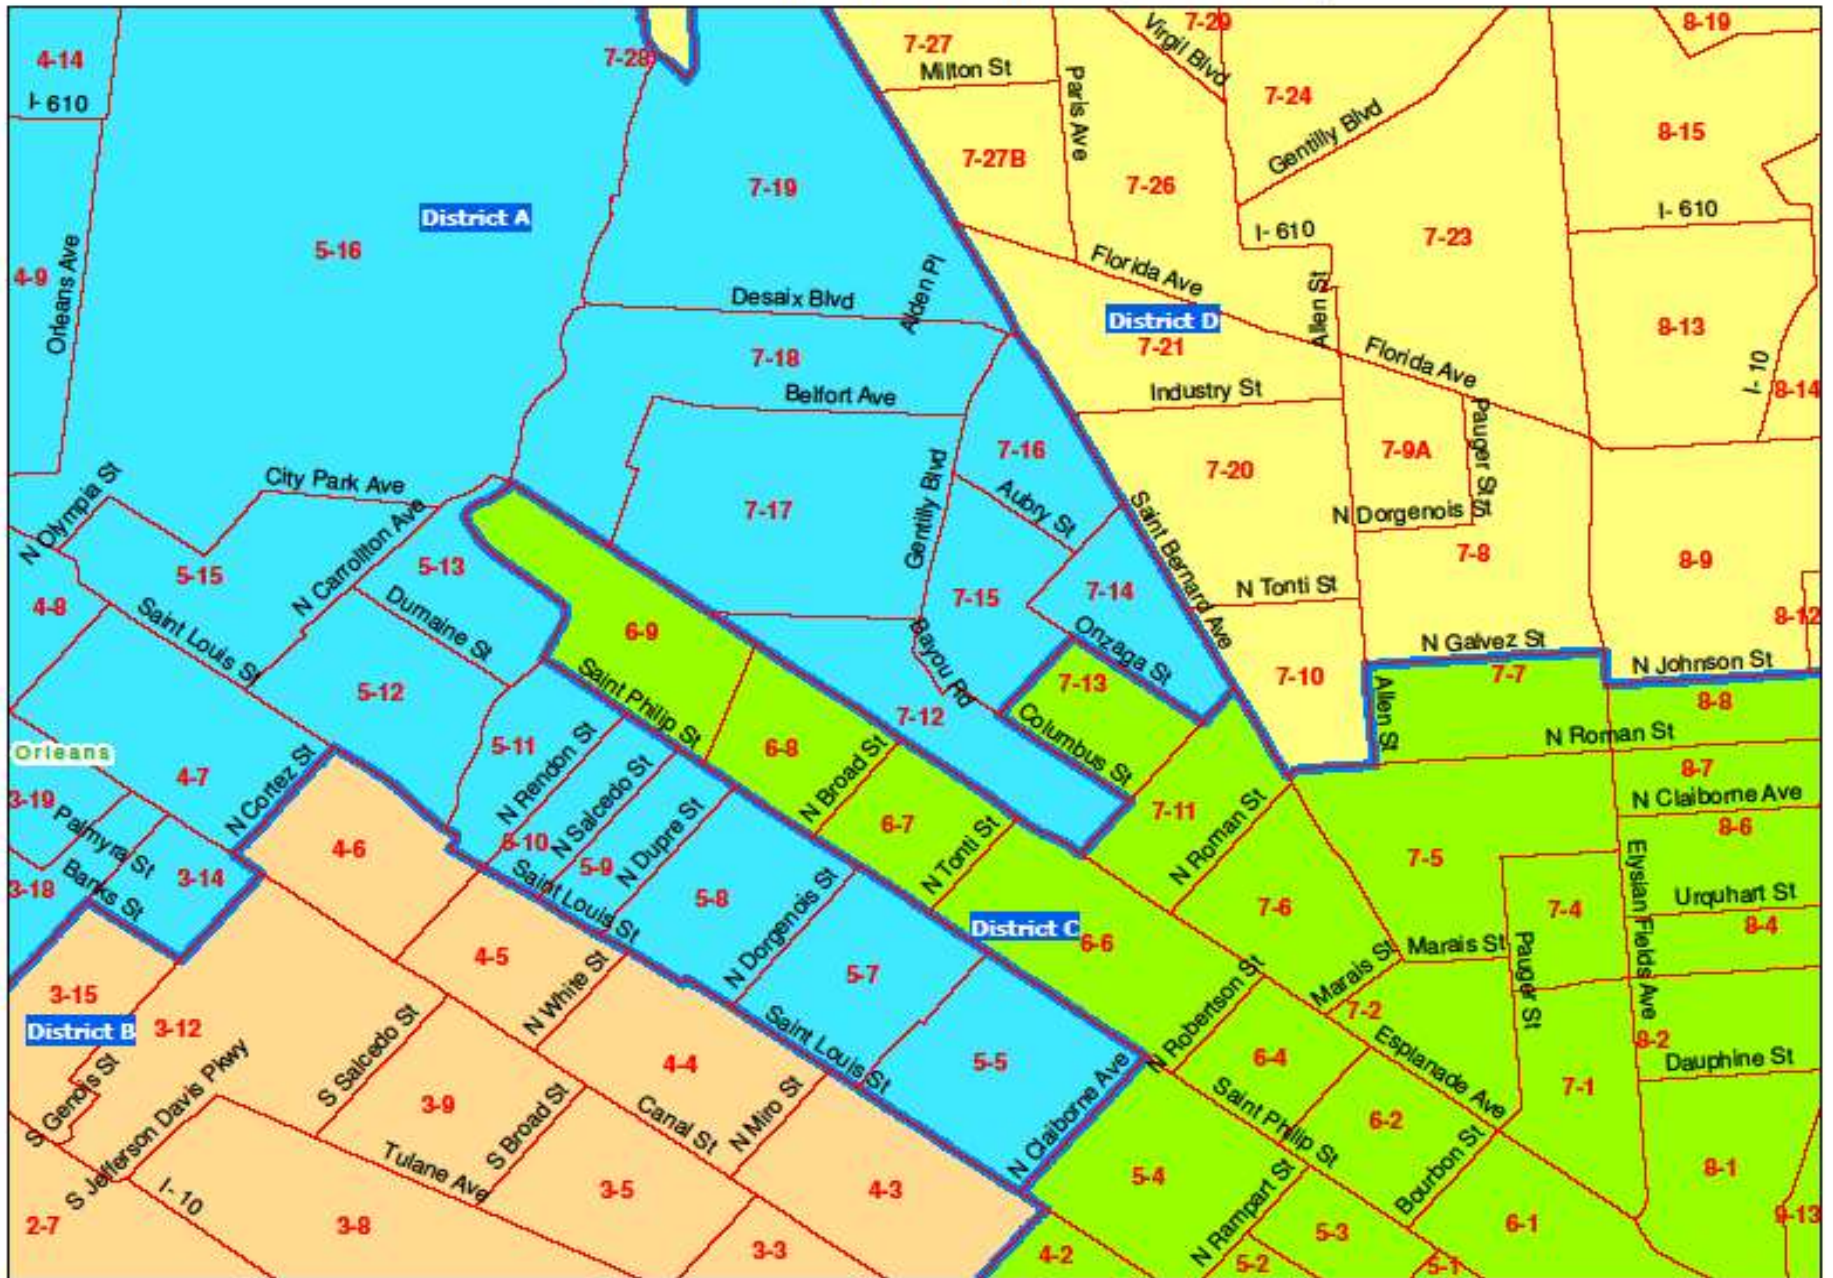 4-14
I-610
7-28
7-27
Milton St
Paris Ave
Virgil Blvd
7-29
7-24
Gentilly Blvd
8-19
8-15
7-27B
7-26
7-19
District A
5-16
4-9
Orleans Ave
I-610
7-23
I-610
Florida Ave
Allen St
Alden Pl
Desaix Blvd
District D
7-21
8-13
7-18
Florida Ave
I-10
8-14
Belfort Ave
Industry St
7-16
7-9A
Pauger St
7-20
N Olympia St
City Park Ave
Gentilly Blvd
Aubry St
7-17
N Carrollton Ave
Saint Bernard Ave
N Dorgenois St
7-8
8-9
5-15
5-13
7-15
7-14
N Tonti St
4-8
Saint Louis St
Dumaine St
6-9
Bayou Rd
Onzaga St
8-12
N Galvez St
N Johnson St
5-12
Saint Philip St
7-13
7-10
Allen St
7-7
8-8
7-12
Columbus St
N Roman St
Orleans
5-11
6-8
4-7
N Cortez St
N Rendon St
N Salcedo St
N Dupre St
N Broad St
8-7
3-19
Palmyra St
N Claiborne Ave
6-7
7-11
N Roman St
8-6
6-10
4-6
5-9
N Tonti St
7-5
Elysian Fields Ave
Banks St
3-14
3-18
Saint Louis St
5-8
N Dorgenois St
7-6
7-4
Urquhart St
8-4
District C
6-6
4-5
5-7
Marais St
Marais St
Pauger St
3-15
N White St
N Robertson St
7-2
District B
3-12
S Salcedo St
Saint Louis St
Esplanade Ave
8-2
Dauphine St
4-4
5-5
6-4
7-1
S Genois St
S Jefferson Davis Pkwy
3-9
S Broad St
Canal St
N Miro St
N Claiborne Ave
Saint Philip St
6-2
Bourbon St
Tulane Ave
5-4
8-1
I-10
3-5
4-3
N Rampart St
2-7
3-8
3-3
4-2
5-3
6-1
9-13
5-2
5-1